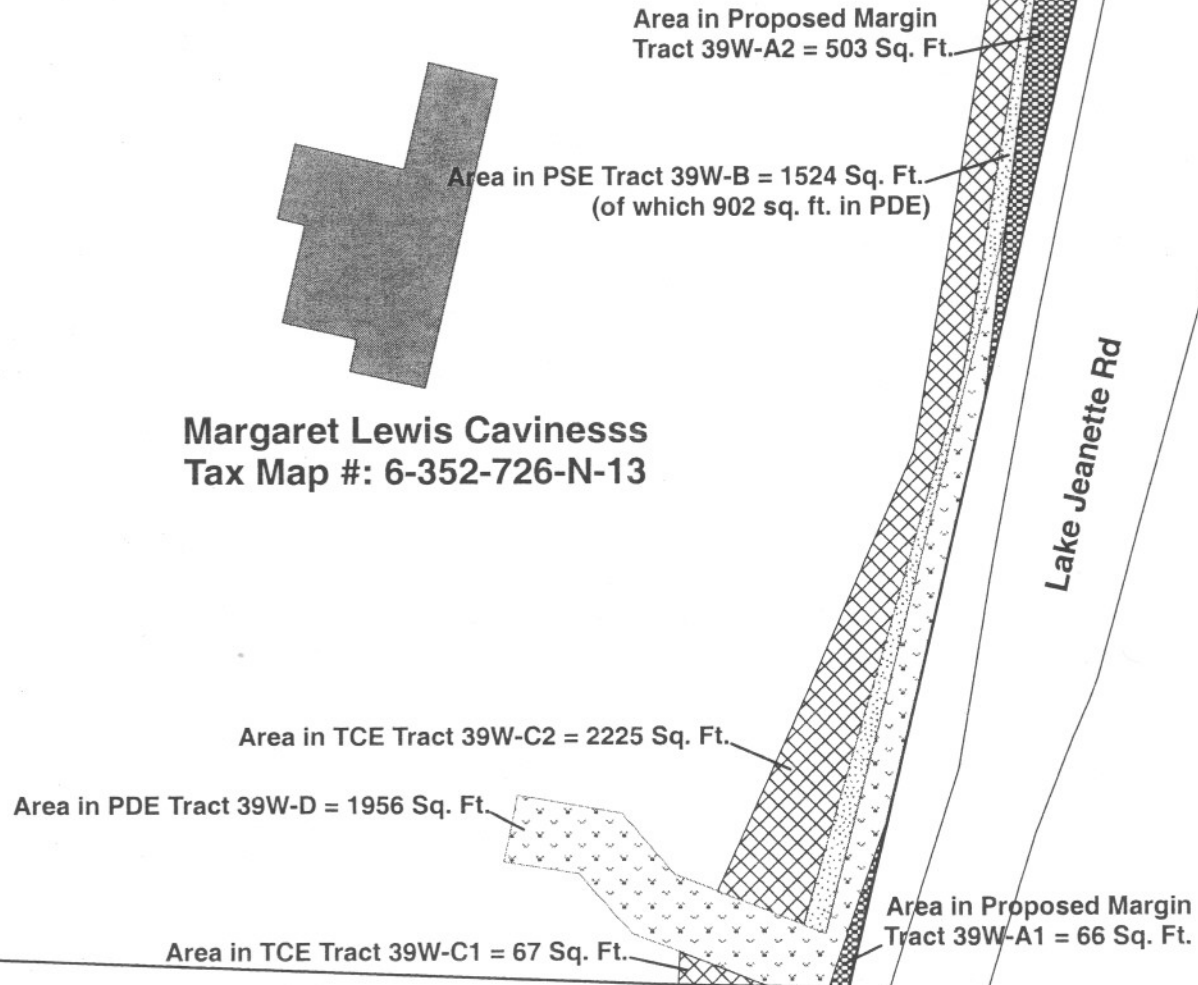 Area in Proposed Margin
Tract 39W-A2 = 503 Sq. Ft.
Area in PSE Tract 39W-B = 1524 Sq. Ft.
(of which 902 sq. ft. in PDE)
Margaret Lewis Cavinesss
Tax Map #: 6-352-726-N-13
Lake Jeanette Rd
Area in TCE Tract 39W-C2 = 2225 Sq. Ft.
Area in PDE Tract 39W-D = 1956 Sq. Ft.
Area in Proposed Margin
Tract 39W-A1 = 66 Sq. Ft.
Area in TCE Tract 39W-C1 = 67 Sq. Ft.